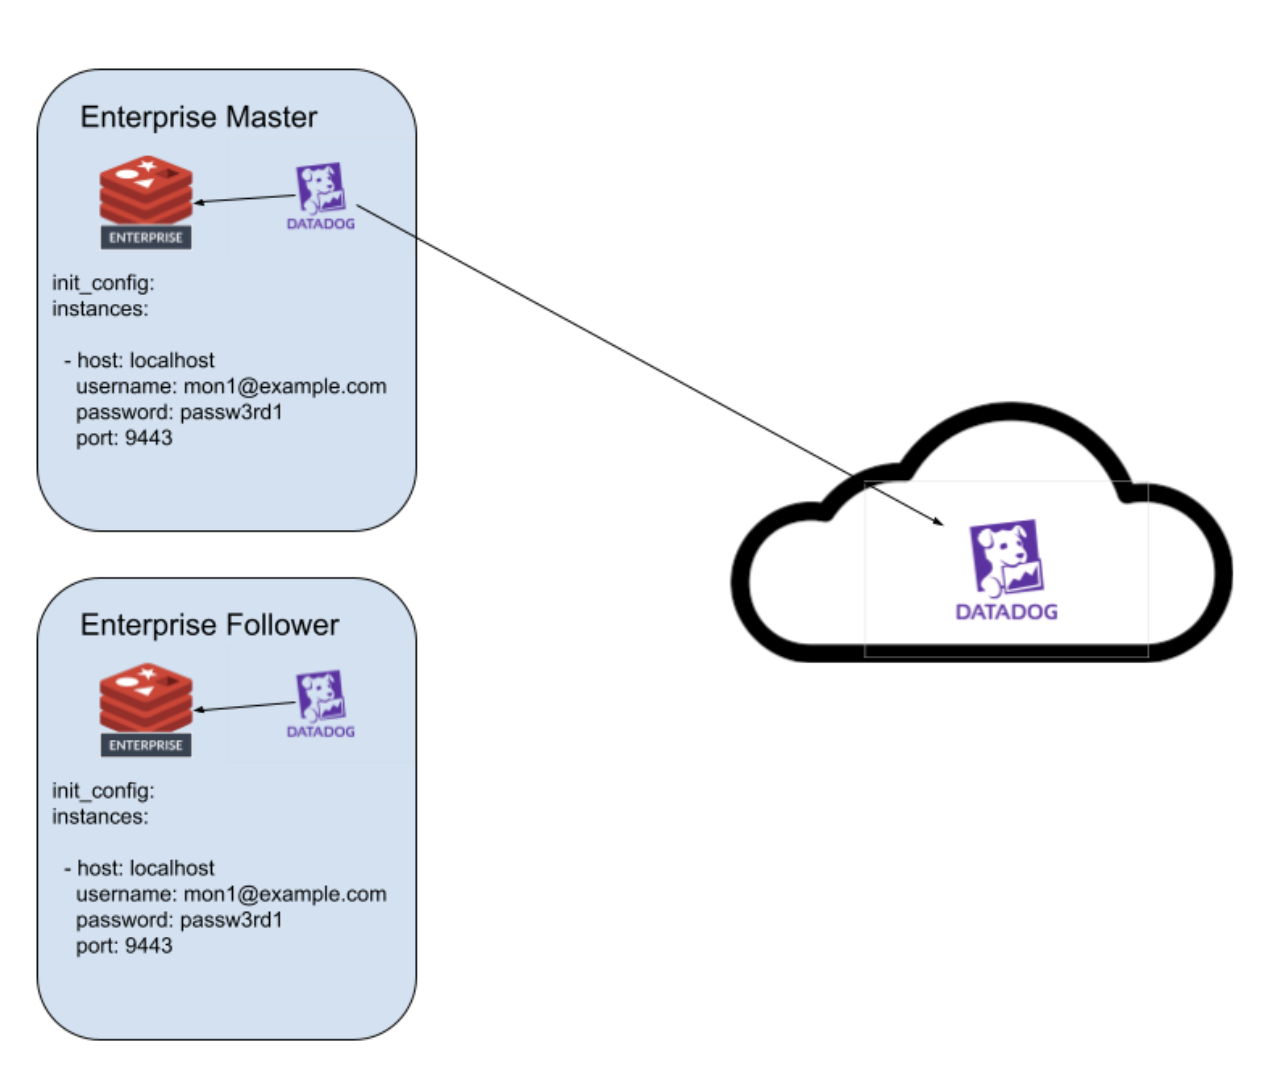 Enterprise Master
ENTERPRISE
DATADOG
init_config:
instances:
- host: localhost
username: mon1@example.com
password: passw3rd1
port: 9443
DATADOG
Enterprise Follower
ENTERPRISE
DATADOG
init_config:
instances:
- host: localhost
username: mon1@example.com
password: passw3rd1
port: 9443